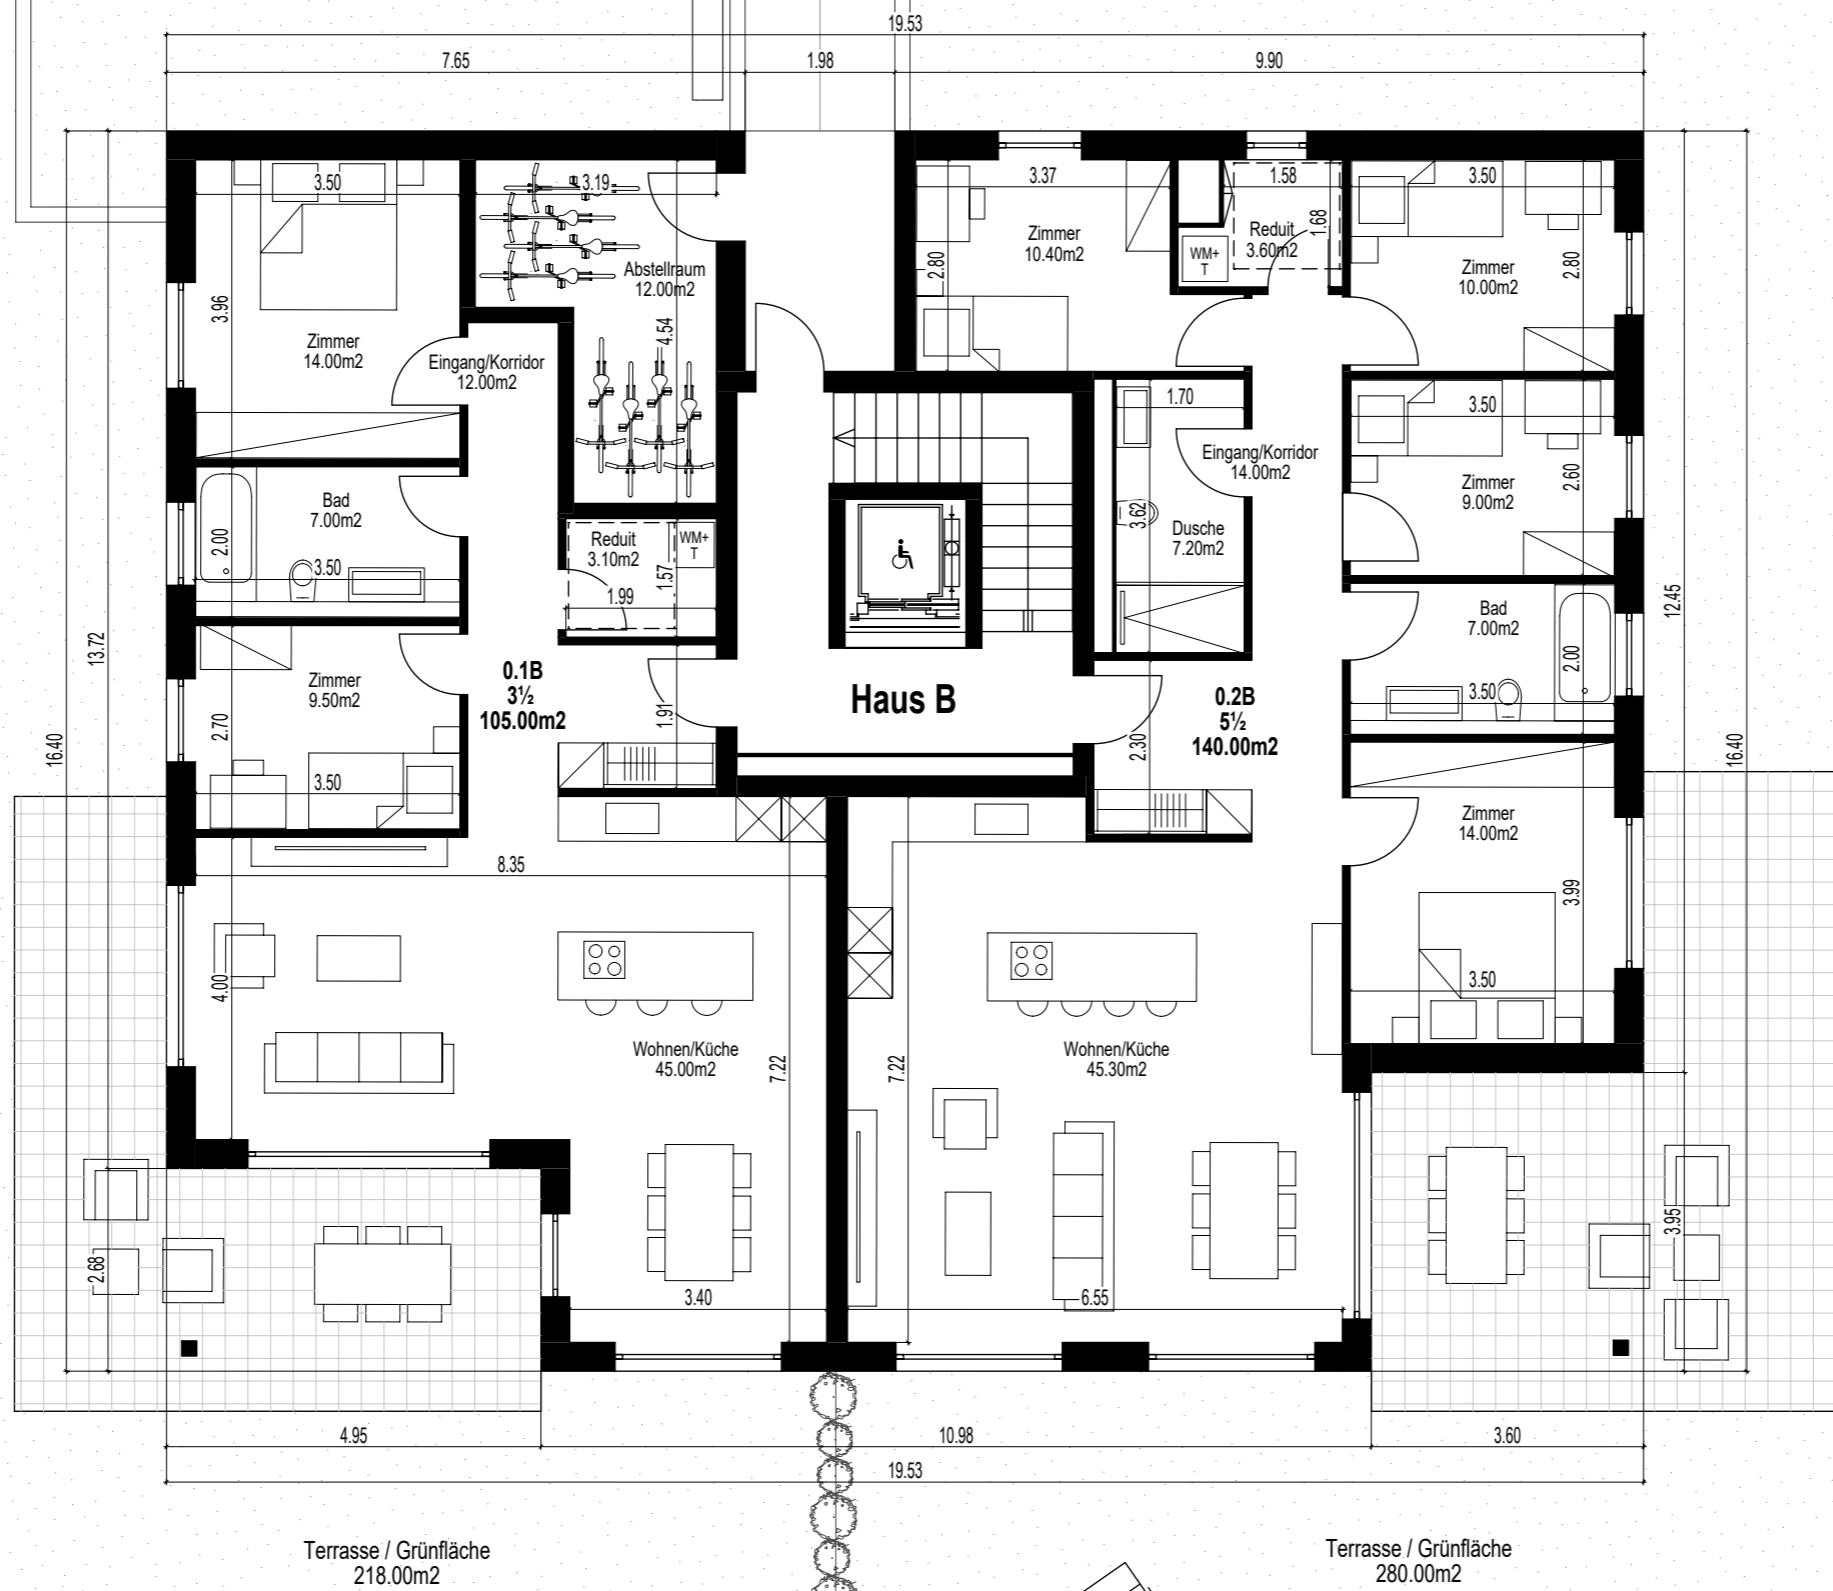 19.53
7.65
1.98
9.90
3.50
3.19
3.37
1.58
3.50
Abstellraum
12.00m2
Zimmer
10.40m2
2.80
WM+
T
Reduit
3.60m2
1.68
Zimmer
10.00m2
2.80
3.96
Zimmer
14.00m2
4.54
Eingang/Korridor
12.00m2
1.70
3.50
Eingang/Korridor
14.00m2
Zimmer
9.00m2
2.60
Bad
7.00m2
2.00
3.50
Reduit
3.10m2
WM+
T
1.57
1.99
3.62
Dusche
7.20m2
Bad
7.00m2
2.00
3.50
12.45
13.72
16.40
Zimmer
9.50m2
2.70
3.50
0.1B
3½
105.00m2
1.91
Haus B
2.30
0.2B
5½
140.00m2
16.40
Zimmer
14.00m2
3.99
3.50
8.35
4.00
Wohnen/Küche
45.00m2
7.22
7.22
Wohnen/Küche
45.30m2
2.68
3.95
3.40
6.55
4.95
10.98
3.60
19.53
Terrasse / Grünfläche
218.00m2
Terrasse / Grünfläche
280.00m2